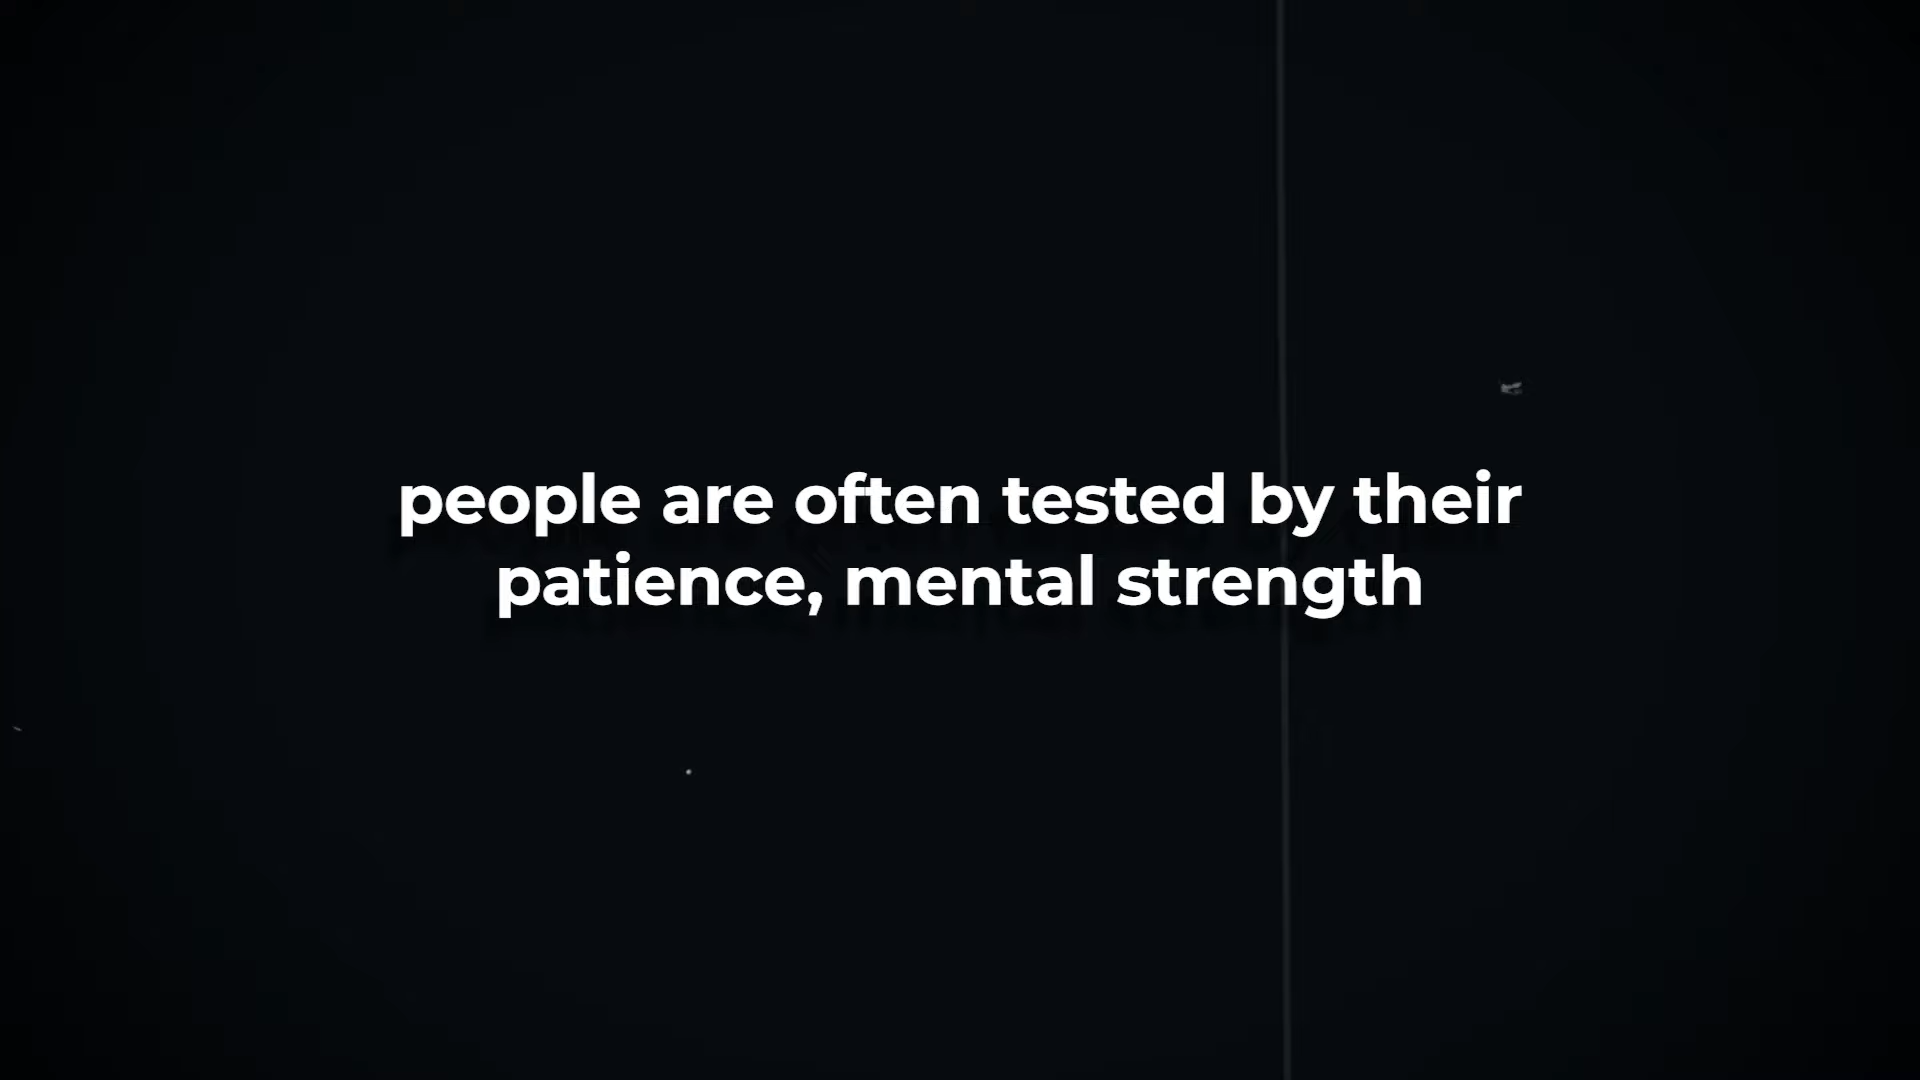 people are often tested by their
patience, mental strength